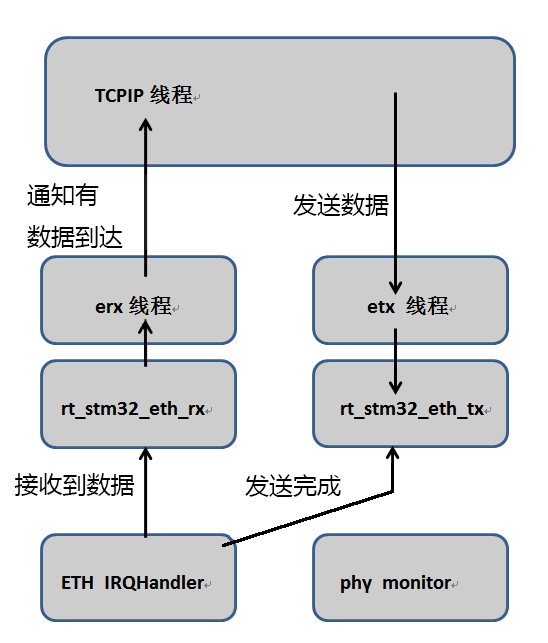 TCPIP 线程
通知有
数据到达
发送数据
erx 线程
etx 线程
rt_stm32_eth_rx
rt_stm32_eth_tx
接收到数据
发送完成
ETH IRQHandler
phy monitor